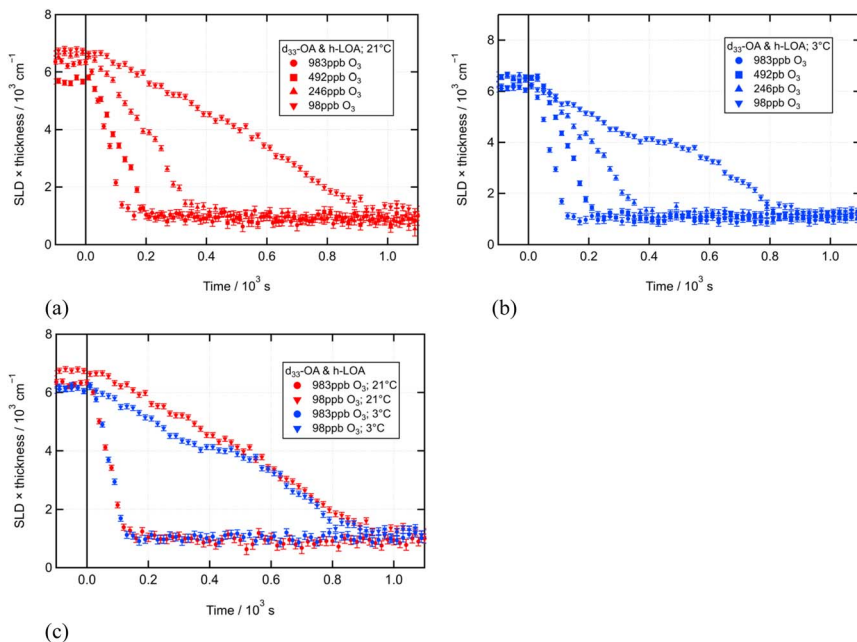 8
6
4
2
0
SLD × thickness / 10³ cm⁻¹
d₃₃-OA & h-LOA; 21°C
983ppb O₃
492ppb O₃
246ppb O₃
98ppb O₃
0.0 0.2 0.4 0.6 0.8 1.0
Time / 10³ s
(a)
8
6
4
2
0
SLD × thickness / 10³ cm⁻¹
d₃₃-OA & h-LOA; 3°C
983ppb O₃
492pb O₃
246pb O₃
98ppb O₃
0.0 0.2 0.4 0.6 0.8 1.0
Time / 10³ s
(b)
8
6
4
2
0
SLD × thickness / 10³ cm⁻¹
d₃₃-OA & h-LOA
983ppb O₃; 21°C
98ppb O₃; 21°C
983ppb O₃; 3°C
98ppb O₃; 3°C
0.0 0.2 0.4 0.6 0.8 1.0
Time / 10³ s
(c)